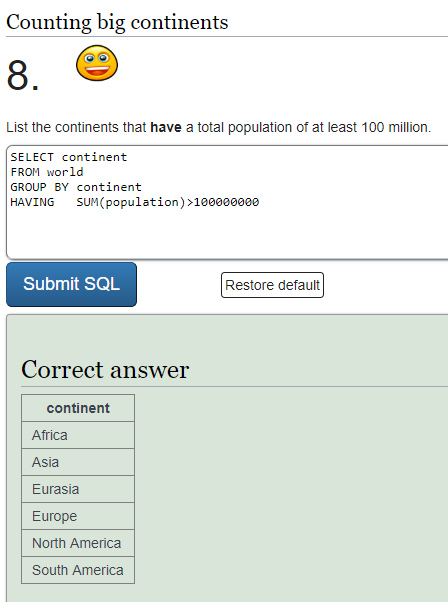 Counting big continents
8.
List the continents that have a total population of at least 100 million.
SELECT continent
FROM world
GROUP BY continent
HAVING   SUM(population)>100000000
Submit SQL
Restore default
Correct answer
continent
Africa
Asia
Eurasia
Europe
North America
South America